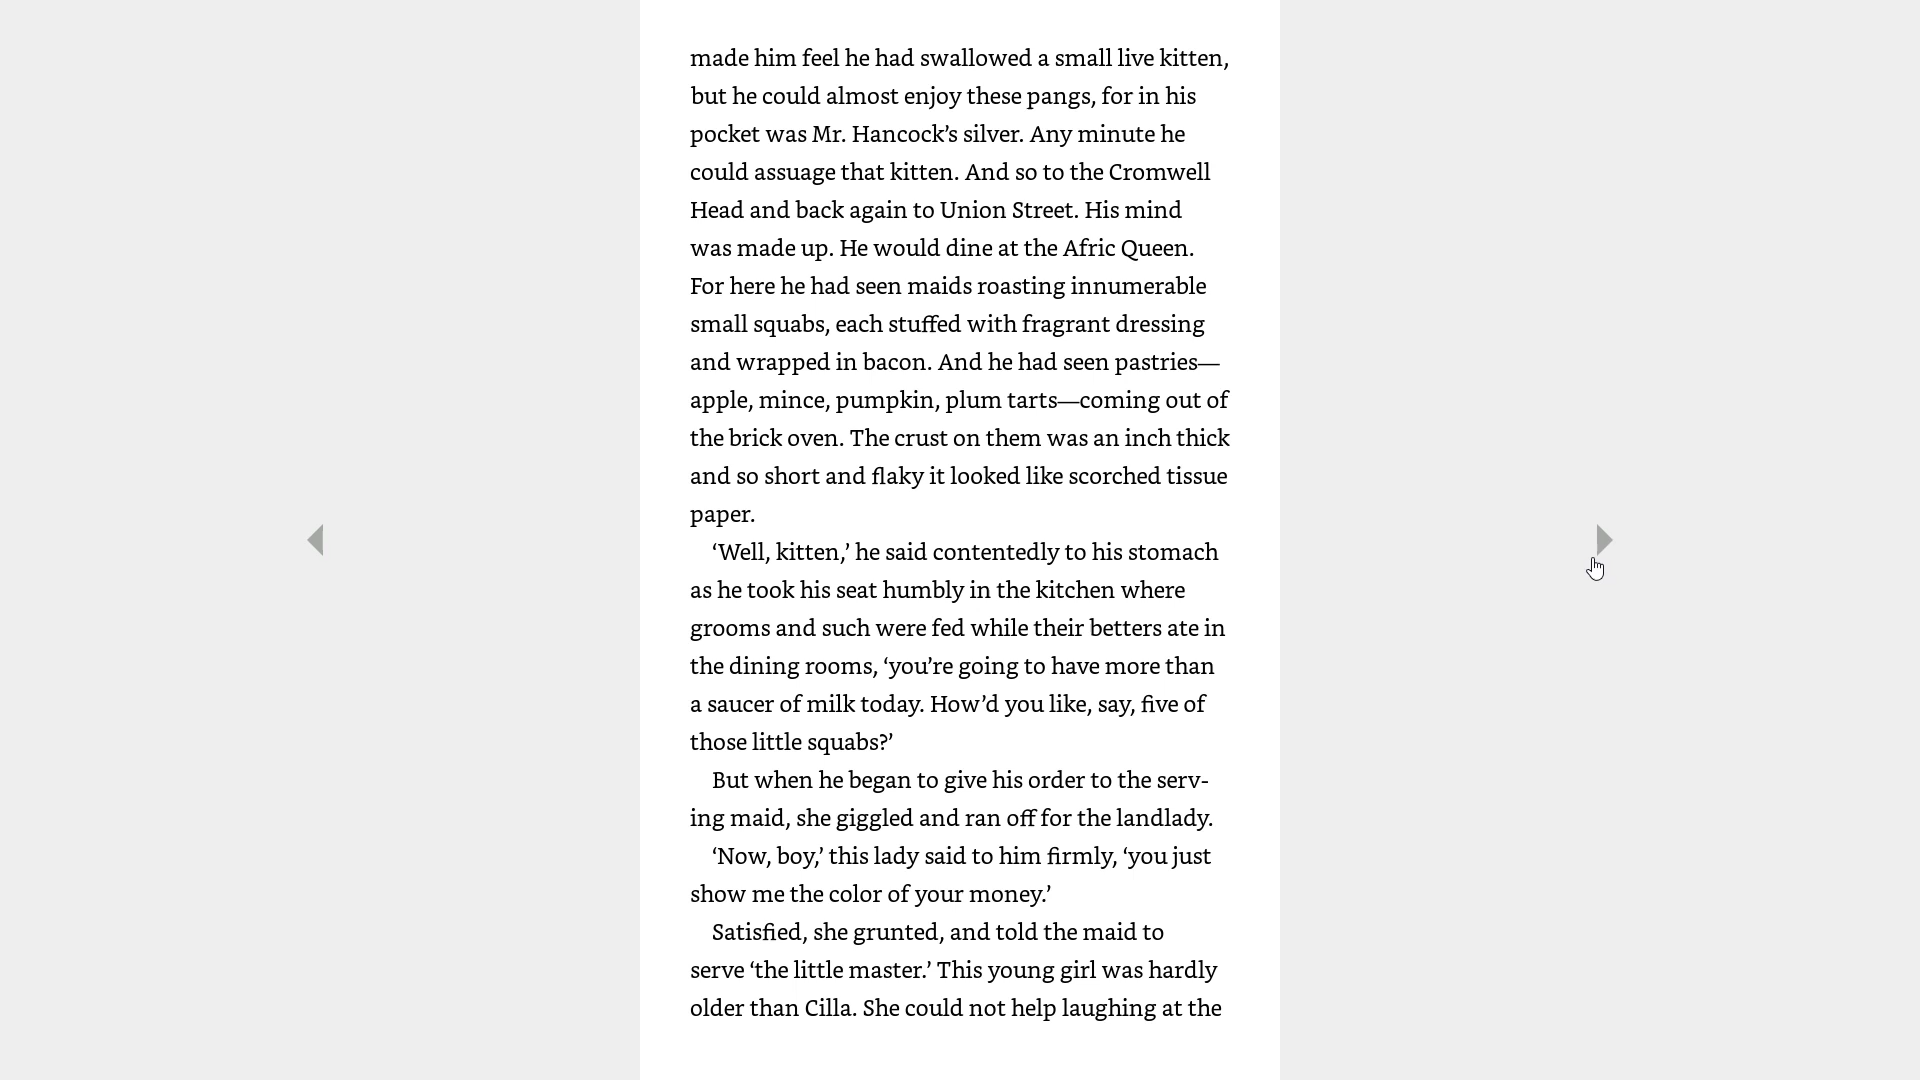 made him feel he had swallowed a small live kitten,
but he could almost enjoy these pangs, for in his
pocket was Mr. Hancock’s silver. Any minute he
could assuage that kitten. And so to the Cromwell
Head and back again to Union Street. His mind
was made up. He would dine at the Afric Queen.
For here he had seen maids roasting innumerable
small squabs, each stuffed with fragrant dressing
and wrapped in bacon. And he had seen pastries—
apple, mince, pumpkin, plum tarts—coming out of
the brick oven. The crust on them was an inch thick
and so short and flaky it looked like scorched tissue
paper.
‘Well, kitten,’ he said contentedly to his stomach
as he took his seat humbly in the kitchen where
grooms and such were fed while their betters ate in
the dining rooms, ‘you’re going to have more than
a saucer of milk today. How’d you like, say, five of
those little squabs?’
But when he began to give his order to the serv-
ing maid, she giggled and ran off for the landlady.
‘Now, boy,’ this lady said to him firmly, ‘you just
show me the color of your money.’
Satisfied, she grunted, and told the maid to
serve ‘the little master.’ This young girl was hardly
older than Cilla. She could not help laughing at the